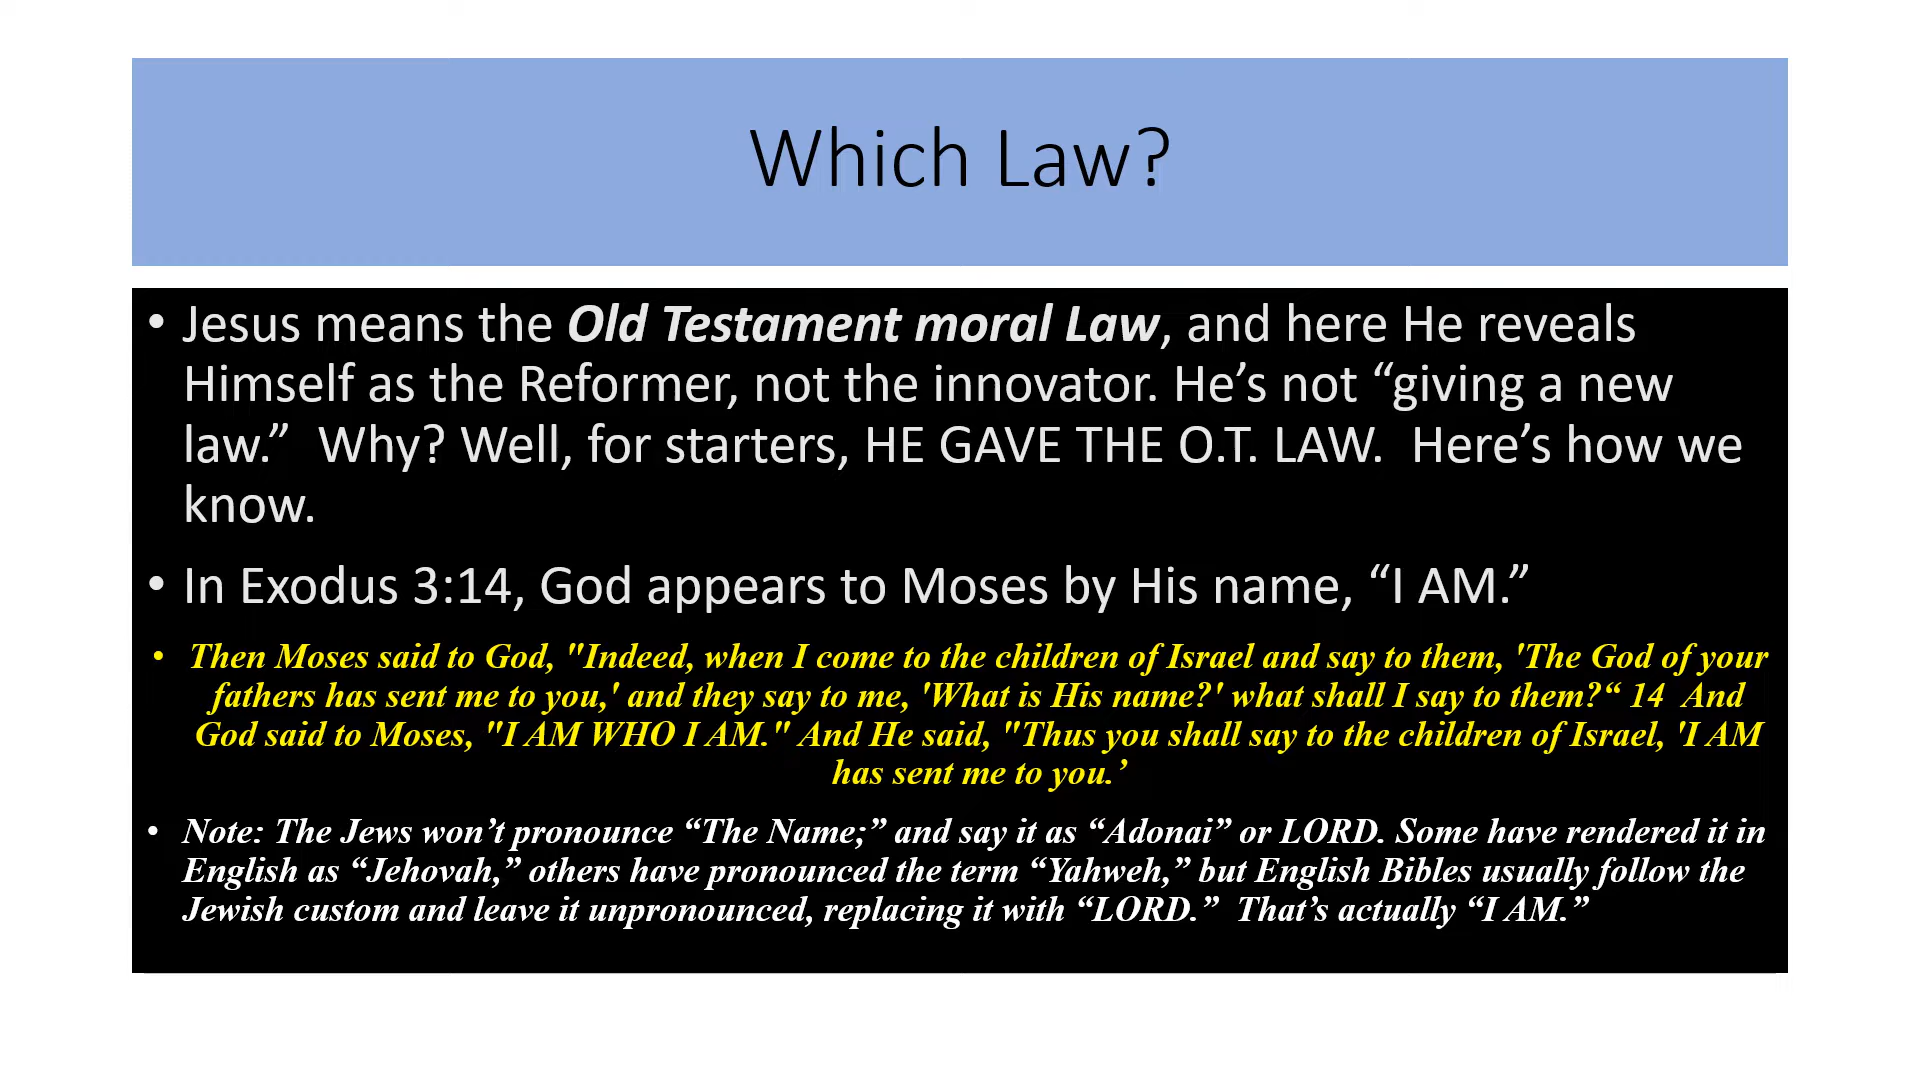 Which Law?
• Jesus means the Old Testament moral Law, and here He reveals
Himself as the Reformer, not the innovator. He’s not “giving a new
law.”  Why? Well, for starters, HE GAVE THE O.T. LAW.  Here’s how we
know.
• In Exodus 3:14, God appears to Moses by His name, “I AM.”
• Then Moses said to God, "Indeed, when I come to the children of Israel and say to them, 'The God of your
fathers has sent me to you,' and they say to me, 'What is His name?' what shall I say to them?“ 14  And
God said to Moses, "I AM WHO I AM." And He said, "Thus you shall say to the children of Israel, 'I AM
has sent me to you.’
• Note: The Jews won’t pronounce “The Name;” and say it as “Adonai” or LORD. Some have rendered it in
English as “Jehovah,” others have pronounced the term “Yahweh,” but English Bibles usually follow the
Jewish custom and leave it unpronounced, replacing it with “LORD.”  That’s actually “I AM.”